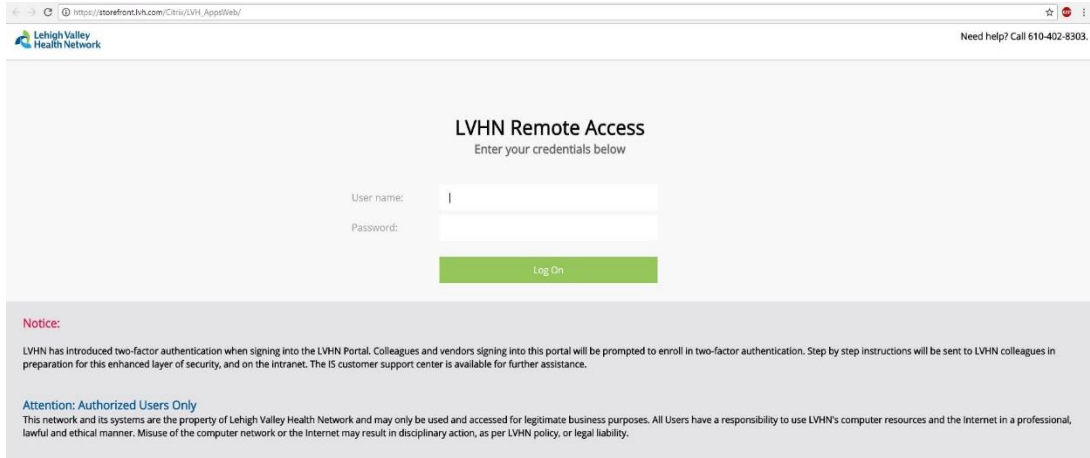 https://storefront.lvh.com/Citrix/LVH_AppsWeb/
Lehigh Valley
Health Network
Need help? Call 610-402-8303.
LVHN Remote Access
Enter your credentials below
User name:
Password:
Log On
Notice:
LVHN has introduced two-factor authentication when signing into the LVHN Portal. Colleagues and vendors signing into this portal will be prompted to enroll in two-factor authentication. Step by step instructions will be sent to LVHN colleagues in
preparation for this enhanced layer of security, and on the intranet. The IS customer support center is available for further assistance.
Attention: Authorized Users Only
This network and its systems are the property of Lehigh Valley Health Network and may only be used and accessed for legitimate business purposes. All Users have a responsibility to use LVHN's computer resources and the Internet in a professional,
lawful and ethical manner. Misuse of the computer network or the Internet may result in disciplinary action, as per LVHN policy, or legal liability.